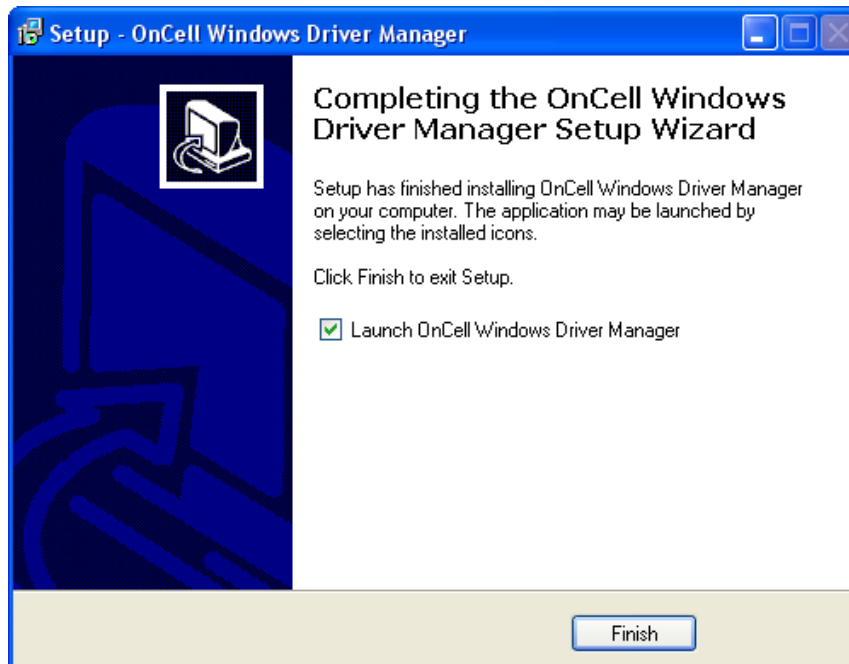 Setup - OnCell Windows Driver Manager
Completing the OnCell Windows
Driver Manager Setup Wizard
Setup has finished installing OnCell Windows Driver Manager
on your computer. The application may be launched by
selecting the installed icons.
Click Finish to exit Setup.
Launch OnCell Windows Driver Manager
Finish